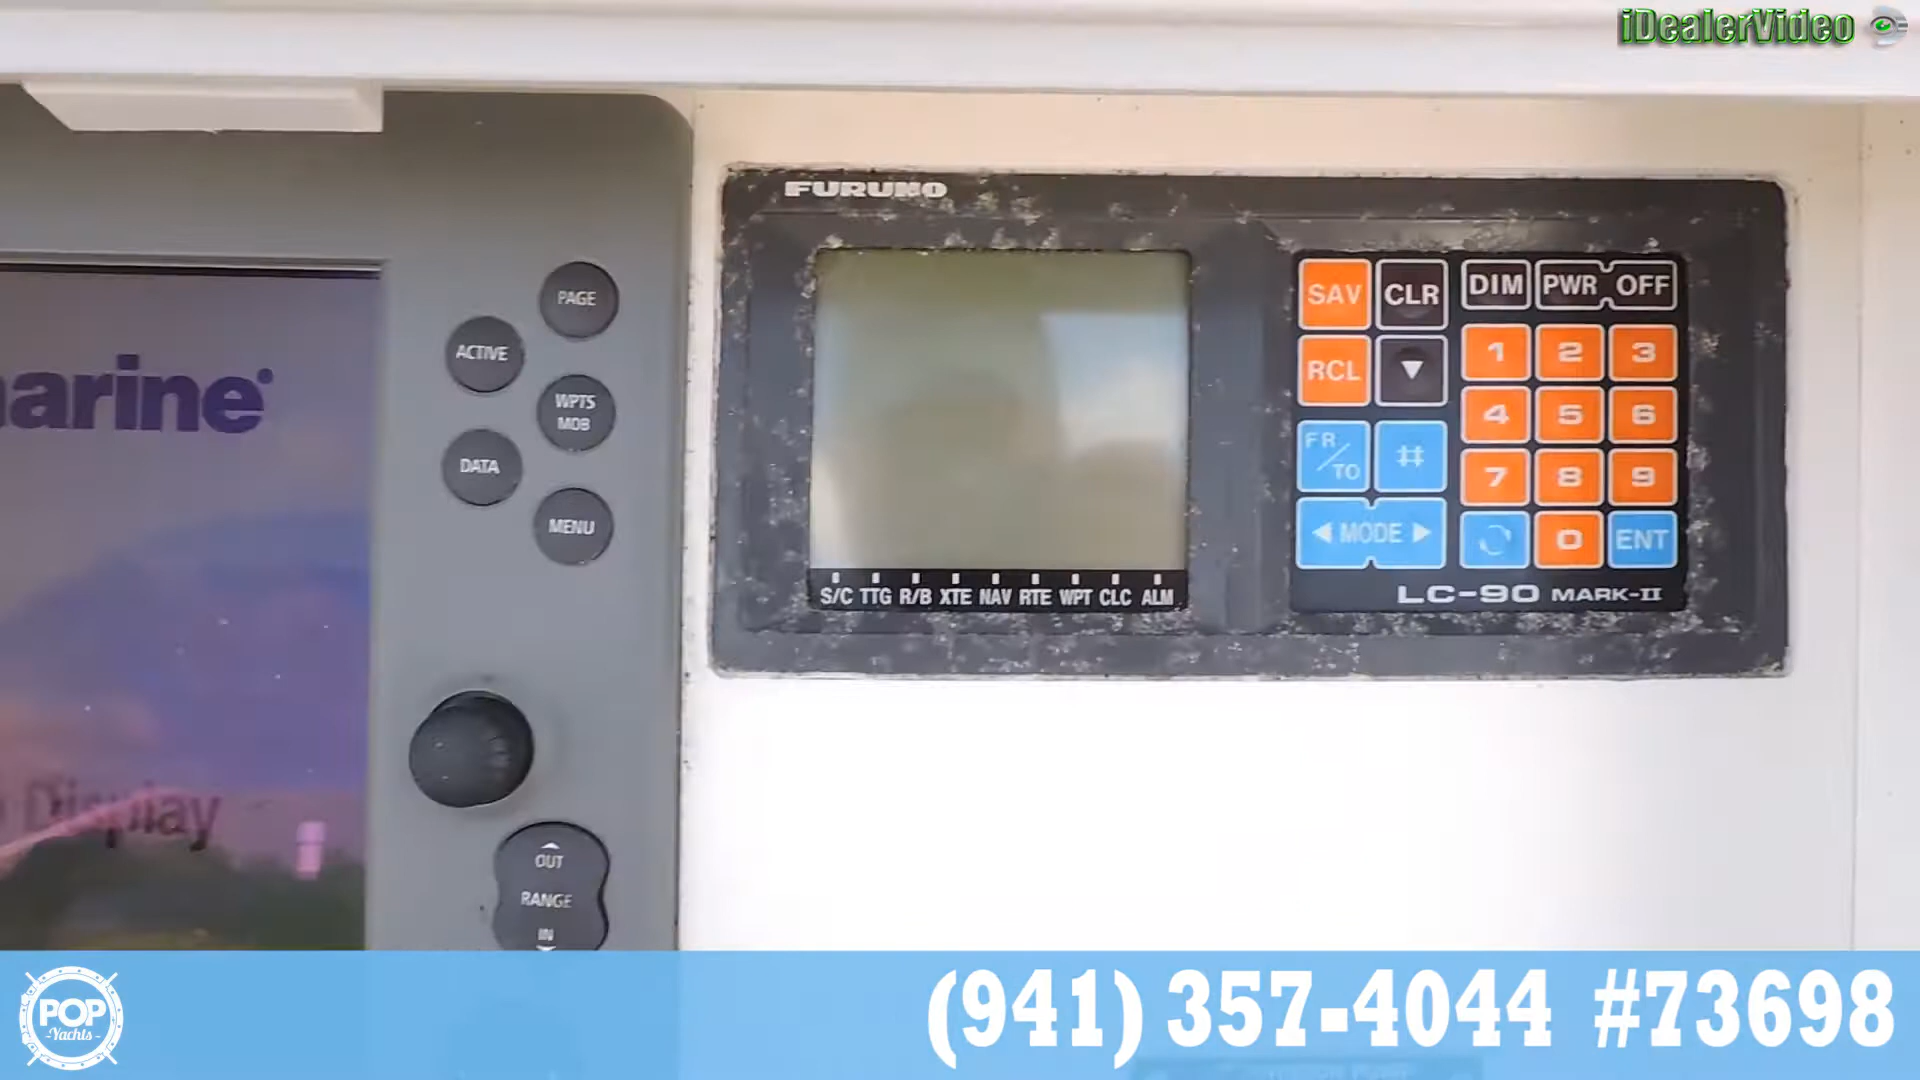 iDealerVideo
FURUNO
PAGE
ACTIVE
WPTS
MOB
DATA
MENU
arine
Display
OUT
RANGE
IN
SAV CLR DIM PWR OFF
RCL ▼ 1 2 3
FR/TO # 4 5 6
7 8 9
◀ MODE ▶ 0 ENT
S/C TTG R/B XTE NAV RTE WPT CLC ALM
LC-90 MARK-II
POP
-Yachts-
(941) 357-4044 #73698